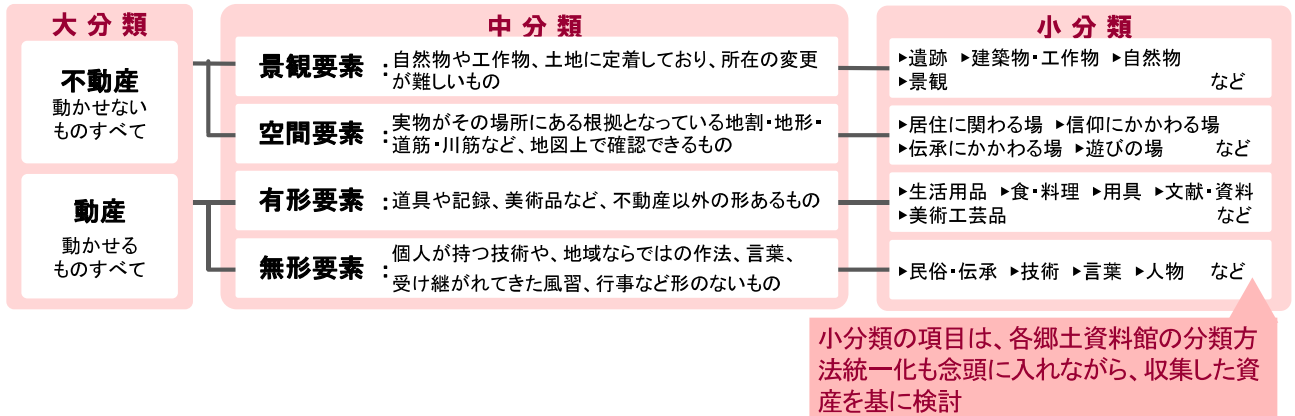 大分類
不動産
動かせない
ものすべて
動産
動かせる
ものすべて
中分類
景観要素：自然物や工作物、土地に定着しており、所在の変更
が難しいもの
空間要素：実物がその場所にある根拠となっている地割・地形・
道筋・川筋など、地図上で確認できるもの
有形要素：道具や記録、美術品など、不動産以外の形あるもの
無形要素：個人が持つ技術や、地域ならではの作法、言葉、
受け継がれてきた風習、行事など形のないもの
小分類
▶遺跡 ▶建築物・工作物 ▶自然物
▶景観 など
▶居住に関わる場 ▶信仰にかかわる場
▶伝承にかかわる場 ▶遊びの場 など
▶生活用品 ▶食・料理 ▶用具 ▶文献・資料
▶美術工芸品 など
▶民俗・伝承 ▶技術 ▶言葉 ▶人物 など
小分類の項目は、各郷土資料館の分類方
法統一化も念頭に入れながら、収集した資
産を基に検討